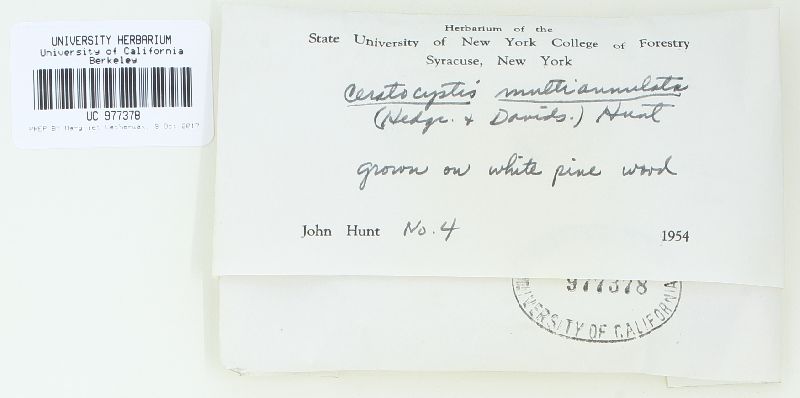 UNIVERSITY HERBARIUM
University of California
Berkeley
UC 977378
Herbarium of the
State University of New York College of Forestry
Syracuse, New York
Ceratocystis multiannulata
(Hedgc. & Davids.) Hunt
grown on white pine wood
John Hunt No. 4 1954
977378
UNIVERSITY OF CALIFORNIA